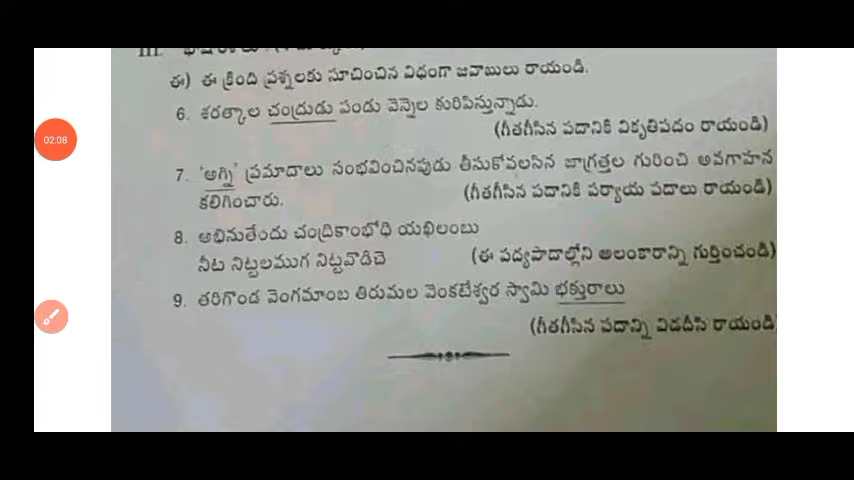 02:08
III.
ఈ) ఈ క్రింది ప్రశ్నలకు సూచించిన విధంగా జవాబులు రాయండి.
6. శరత్కాల చంద్రుడు పండు వెన్నెల కురిపిస్తున్నాడు.
(గీతగీసిన పదానికి వికృతిపదం రాయండి)
7. 'అగ్ని' ప్రమాదాలు సంభవించినపుడు తీసుకోవలసిన జాగ్రత్తల గురించి అవగాహన
కలిగించారు. (గీతగీసిన పదానికి పర్యాయ పదాలు రాయండి)
8. అభినుతేందు చంద్రికాంభోధి యఖిలంబు
నీట నిట్టలముగ నిట్టవొడిచె (ఈ పద్యపాదాల్లోని అలంకారాన్ని గుర్తించండి)
9. తరిగొండ వెంగమాంబ తిరుమల వెంకటేశ్వర స్వామి భక్తురాలు
(గీతగీసిన పదాన్ని విడదీసి రాయండి